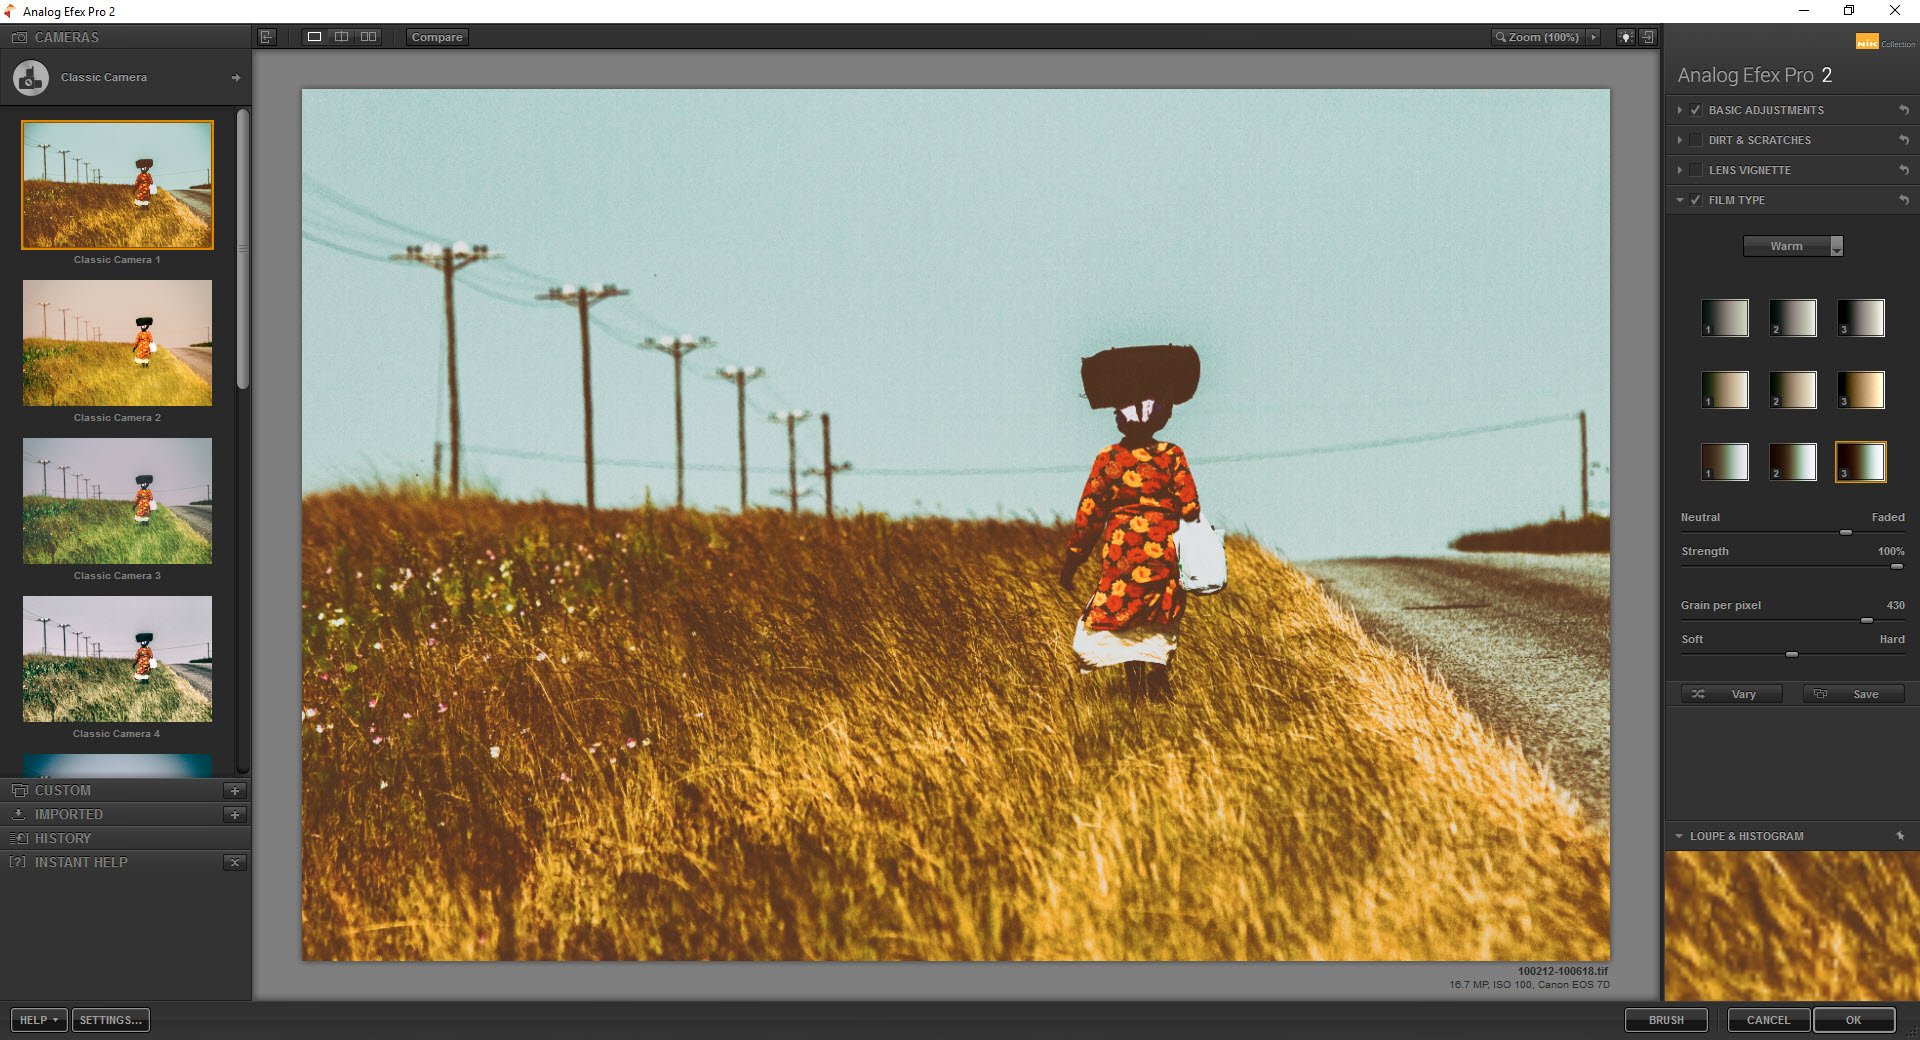 Analog Efex Pro 2
CAMERAS
Compare
Zoom (100%)
Classic Camera
Classic Camera 1
Classic Camera 2
Classic Camera 3
Classic Camera 4
CUSTOM
IMPORTED
HISTORY
[?] INSTANT HELP
HELP
SETTINGS...
100212-100618.tif
16.7 MP, ISO 100, Canon EOS 7D
NIK Collection
Analog Efex Pro 2
BASIC ADJUSTMENTS
DIRT & SCRATCHES
LENS VIGNETTE
FILM TYPE
Warm
1 2 3
1 2 3
1 2 3
Neutral Faded
Strength 100%
Grain per pixel 430
Soft Hard
Vary Save
LOUPE & HISTOGRAM
BRUSH CANCEL OK